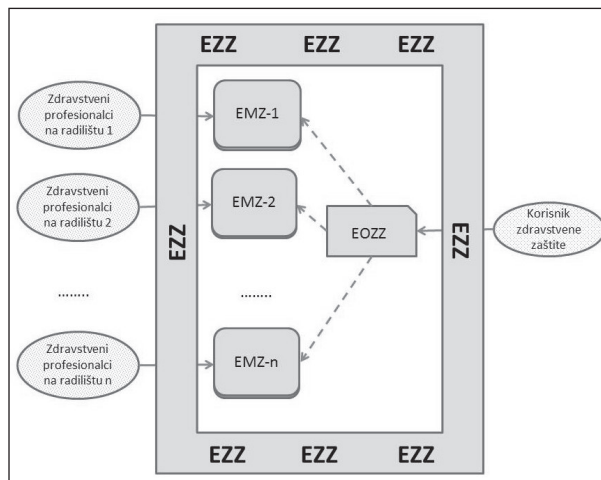 EZZ EZZ EZZ
Zdravstveni
profesionalci
na radilištu 1
EMZ-1
Zdravstveni
profesionalci
na radilištu 2
EMZ-2
EZZ
EOZZ
EZZ
Korisnik
zdravstvene
zaštite
........
........
Zdravstveni
profesionalci
na radilištu n
EMZ-n
EZZ EZZ EZZ